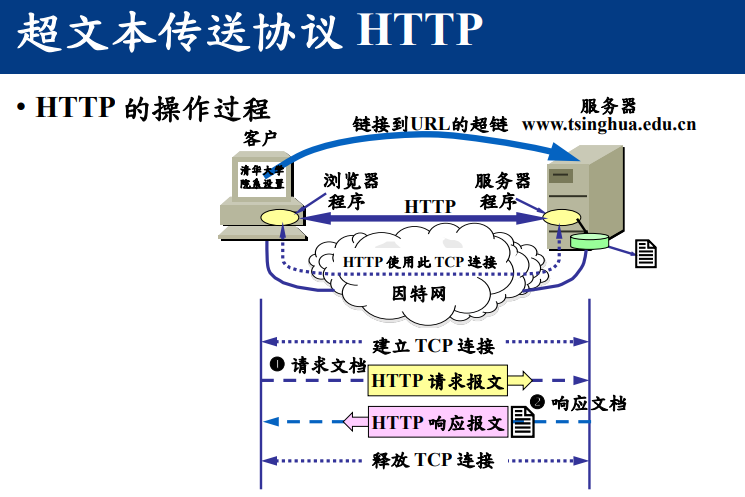 超文本传送协议 HTTP
• HTTP 的操作过程
服务器
www.tsinghua.edu.cn
链接到URL的超链
客户
清华大学
院系设置
浏览器
程序
服务器
程序
HTTP
HTTP 使用此 TCP 连接
因特网
建立 TCP 连接
❶ 请求文档
HTTP 请求报文
❷ 响应文档
HTTP 响应报文
释放 TCP 连接